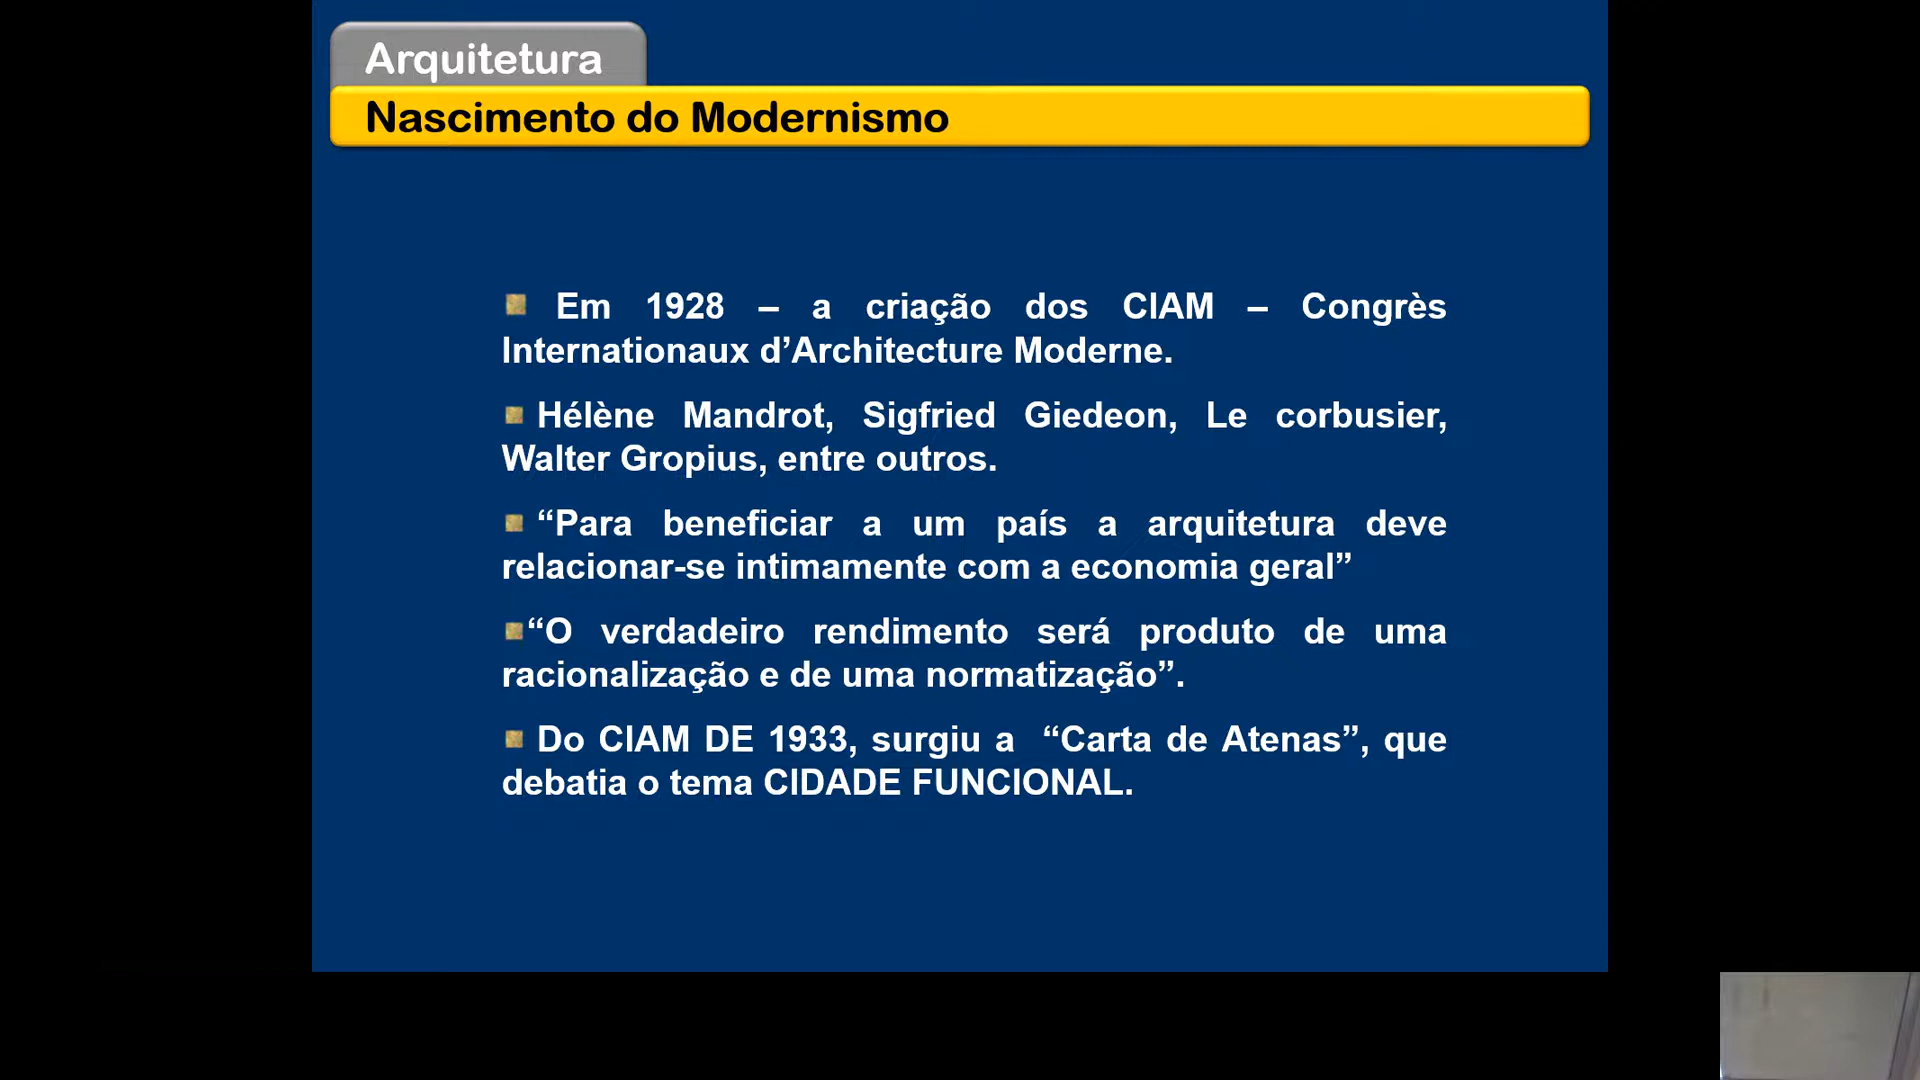 Arquitetura
Nascimento do Modernismo
Em 1928 – a criação dos CIAM – Congrès
Internationaux d’Architecture Moderne.
Hélène Mandrot, Sigfried Giedeon, Le corbusier,
Walter Gropius, entre outros.
“Para beneficiar a um país a arquitetura deve
relacionar-se intimamente com a economia geral”
“O verdadeiro rendimento será produto de uma
racionalização e de uma normatização”.
Do CIAM DE 1933, surgiu a “Carta de Atenas”, que
debatia o tema CIDADE FUNCIONAL.